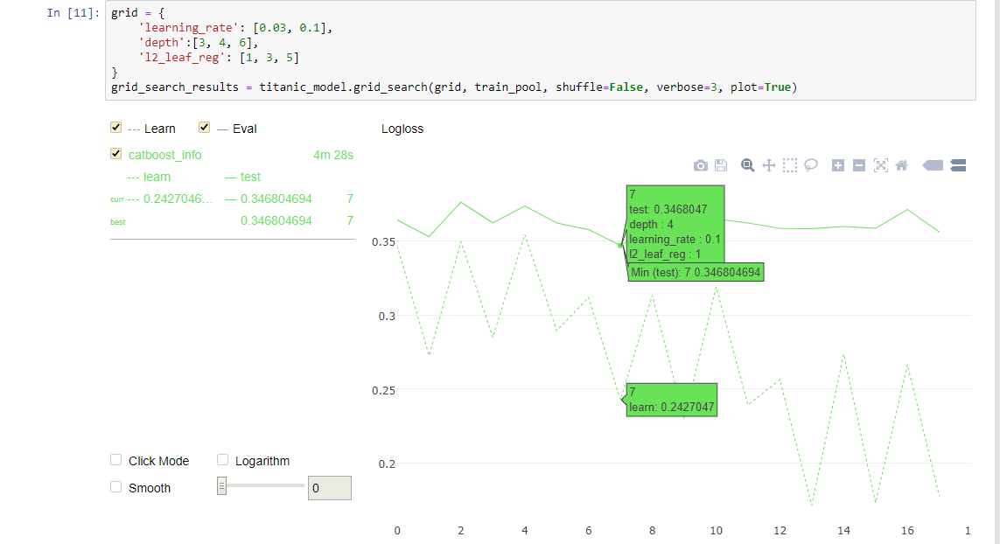 In [11]:
grid = {
    'learning_rate': [0.03, 0.1],
    'depth':[3, 4, 6],
    'l2_leaf_reg': [1, 3, 5]
}
grid_search_results = titanic_model.grid_search(grid, train_pool, shuffle=False, verbose=3, plot=True)
--- Learn — Eval
Logloss
catboost_info 4m 28s
--- learn — test
curr --- 0.2427046... — 0.346804694 7
best 0.346804694 7
7
test: 0.3468047
depth : 4
learning_rate : 0.1
l2_leaf_reg : 1
Min (test): 7 0.346804694
7
learn: 0.2427047
0.35
0.3
0.25
0.2
0 2 4 6 8 10 12 14 16 1
Click Mode Logarithm
Smooth 0